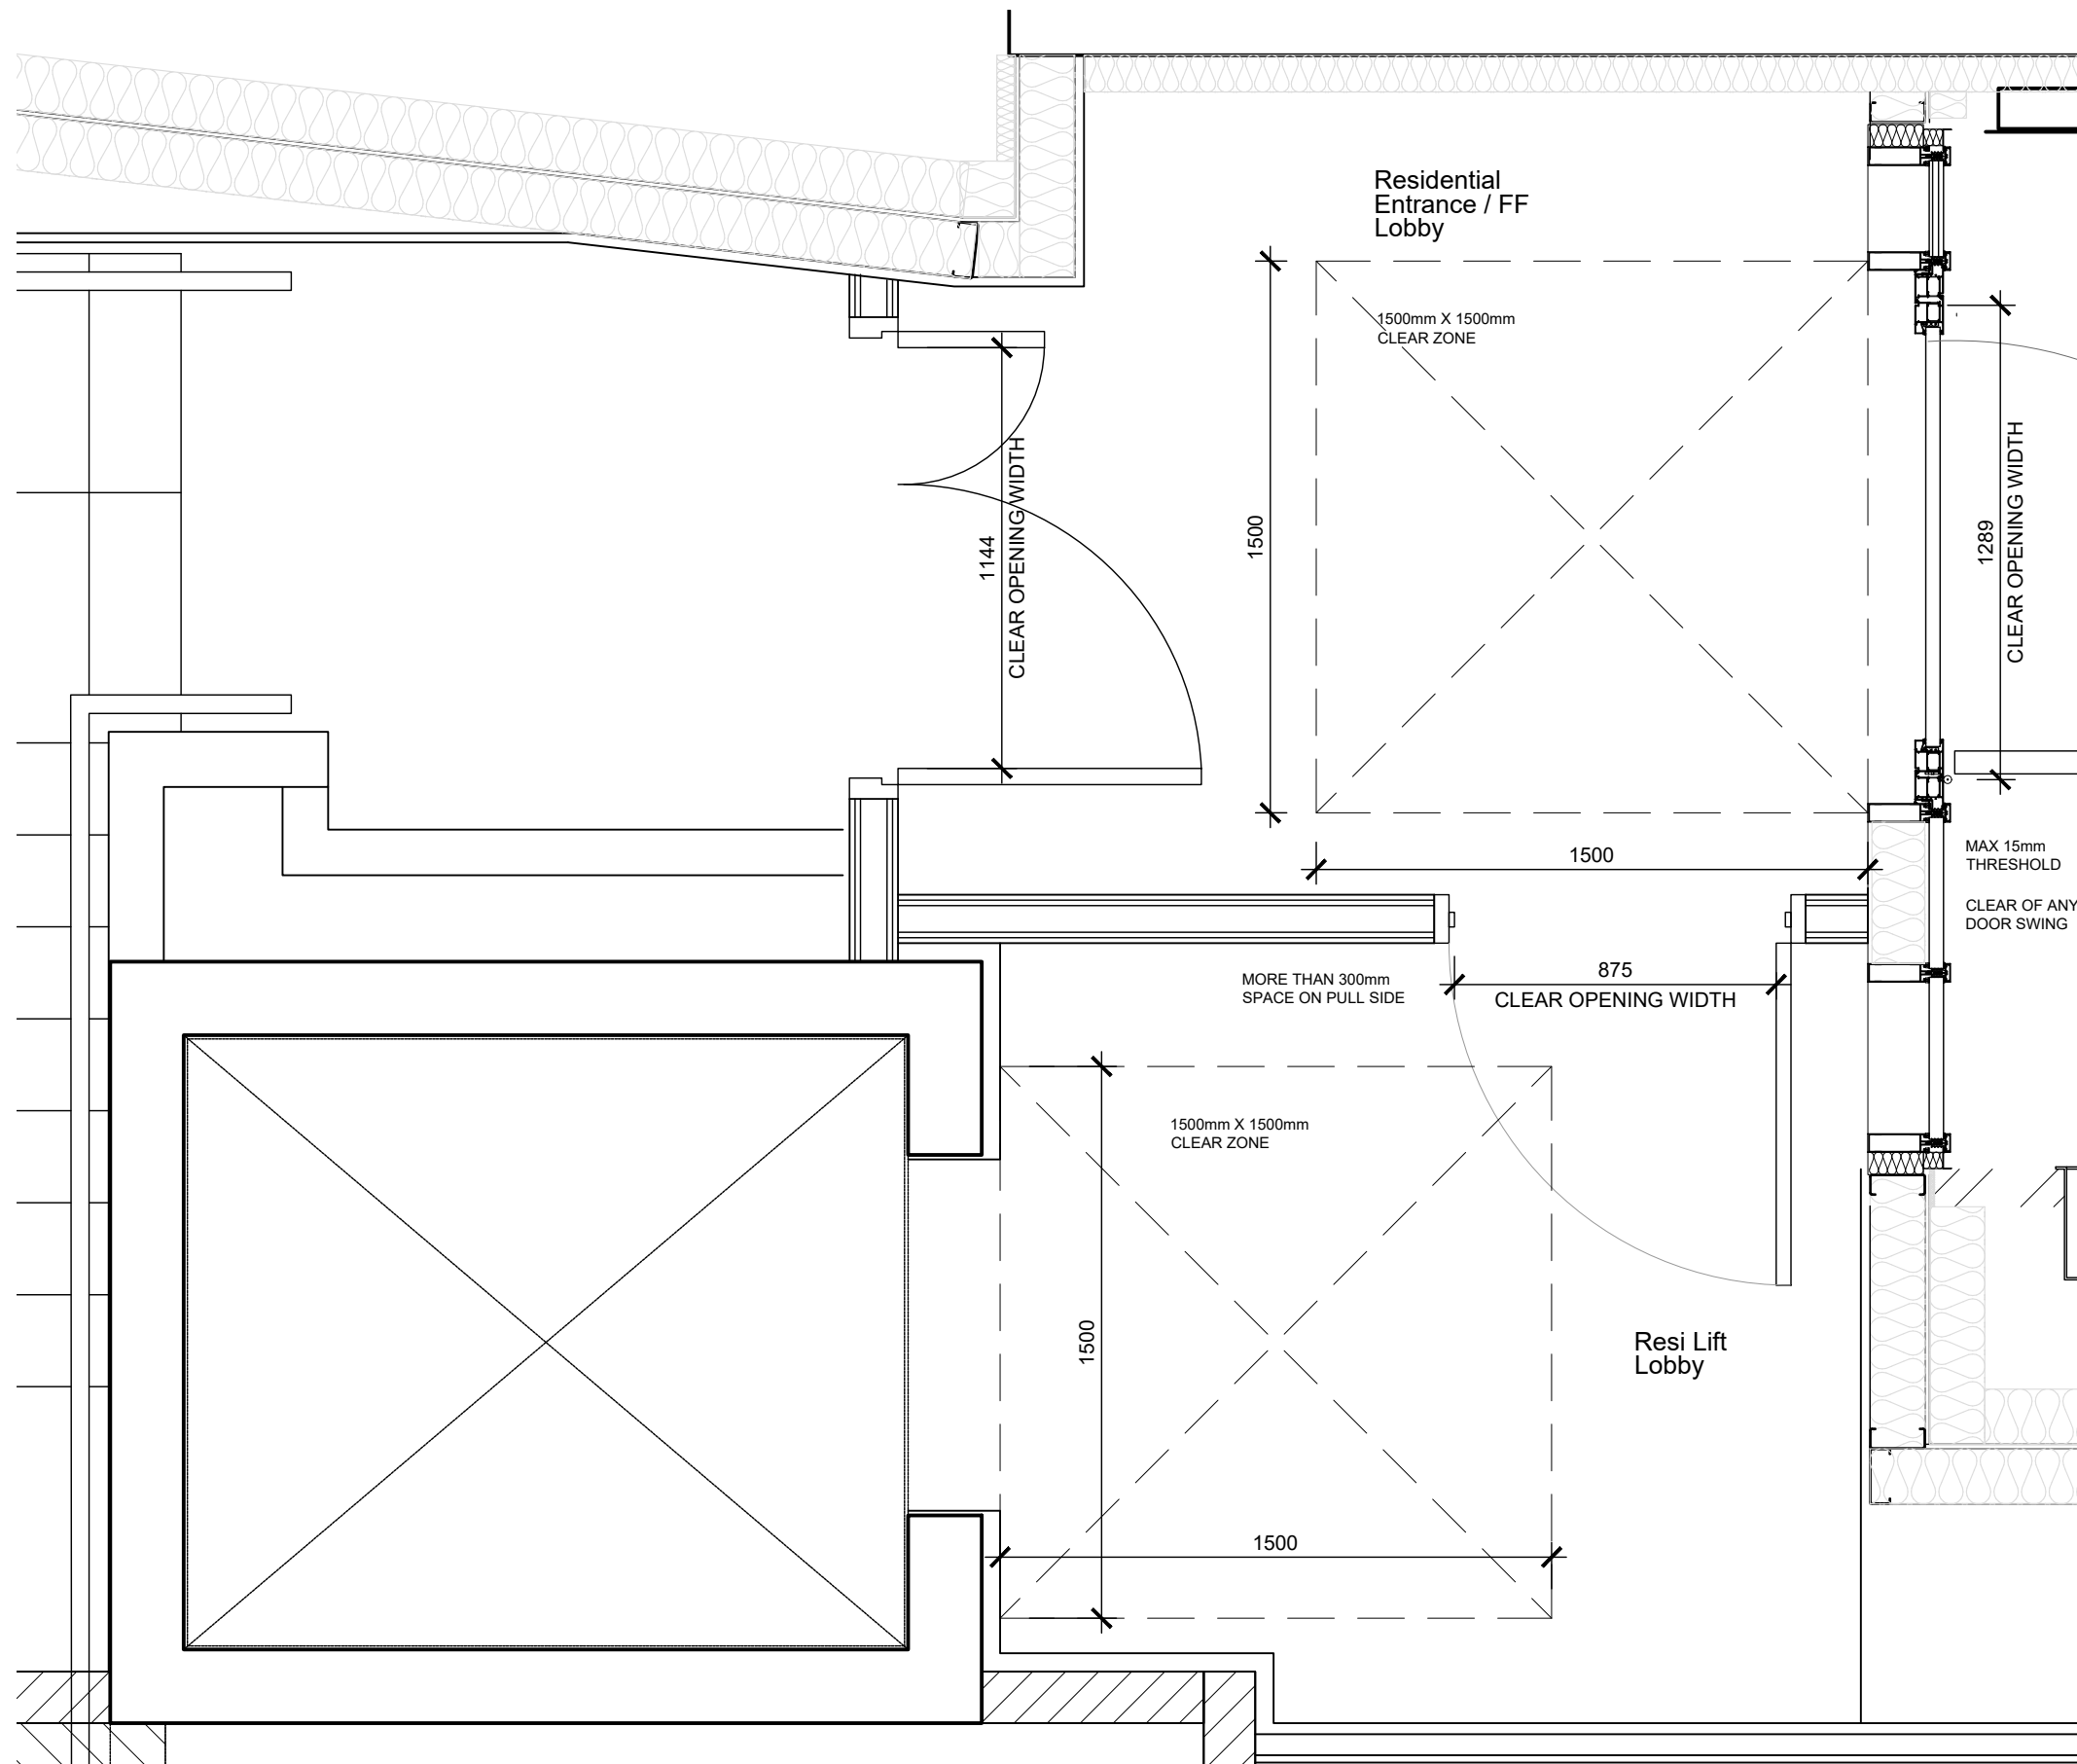 Residential
Entrance / FF
Lobby
1500mm X 1500mm
CLEAR ZONE
1144
CLEAR OPENING WIDTH
1500
1289
CLEAR OPENING WIDTH
1500
MAX 15mm
THRESHOLD
CLEAR OF ANY
DOOR SWING
MORE THAN 300mm
SPACE ON PULL SIDE
875
CLEAR OPENING WIDTH
1500mm X 1500mm
CLEAR ZONE
1500
Resi Lift
Lobby
1500